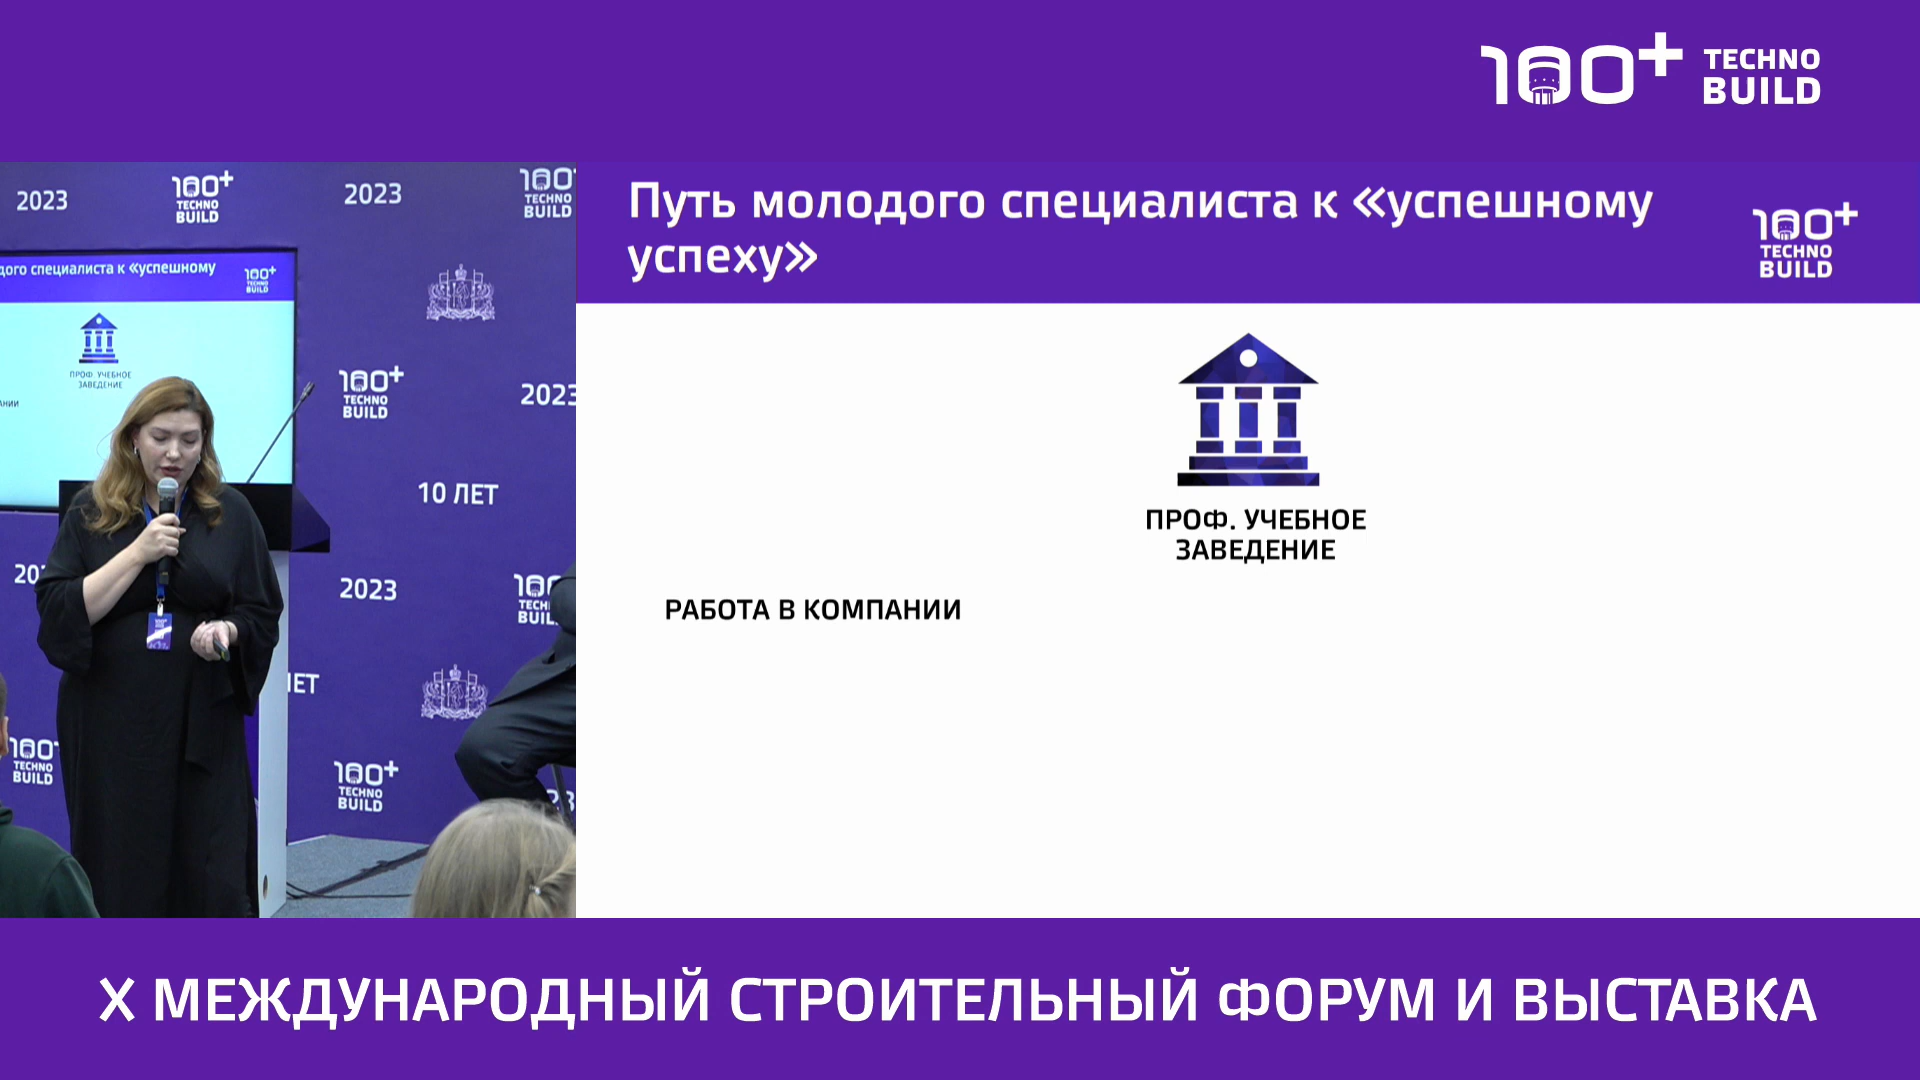 100+ TECHNO
BUILD
Путь молодого специалиста к «успешному
успеху»
100+
TECHNO
BUILD
ПРОФ. УЧЕБНОЕ
ЗАВЕДЕНИЕ
РАБОТА В КОМПАНИИ
2023
100+
TECHNO
BUILD
2023
100
TECHNO
BUILD
специалиста к «успешному
100+
TECHNO
BUILD
ПРОФ. УЧЕБНОЕ
ЗАВЕДЕНИЕ
100+
TECHNO
BUILD
2023
10 ЛЕТ
2023
100+
TECHNO
BUILD
100+
TECHNO
BUILD
X МЕЖДУНАРОДНЫЙ СТРОИТЕЛЬНЫЙ ФОРУМ И ВЫСТАВКА